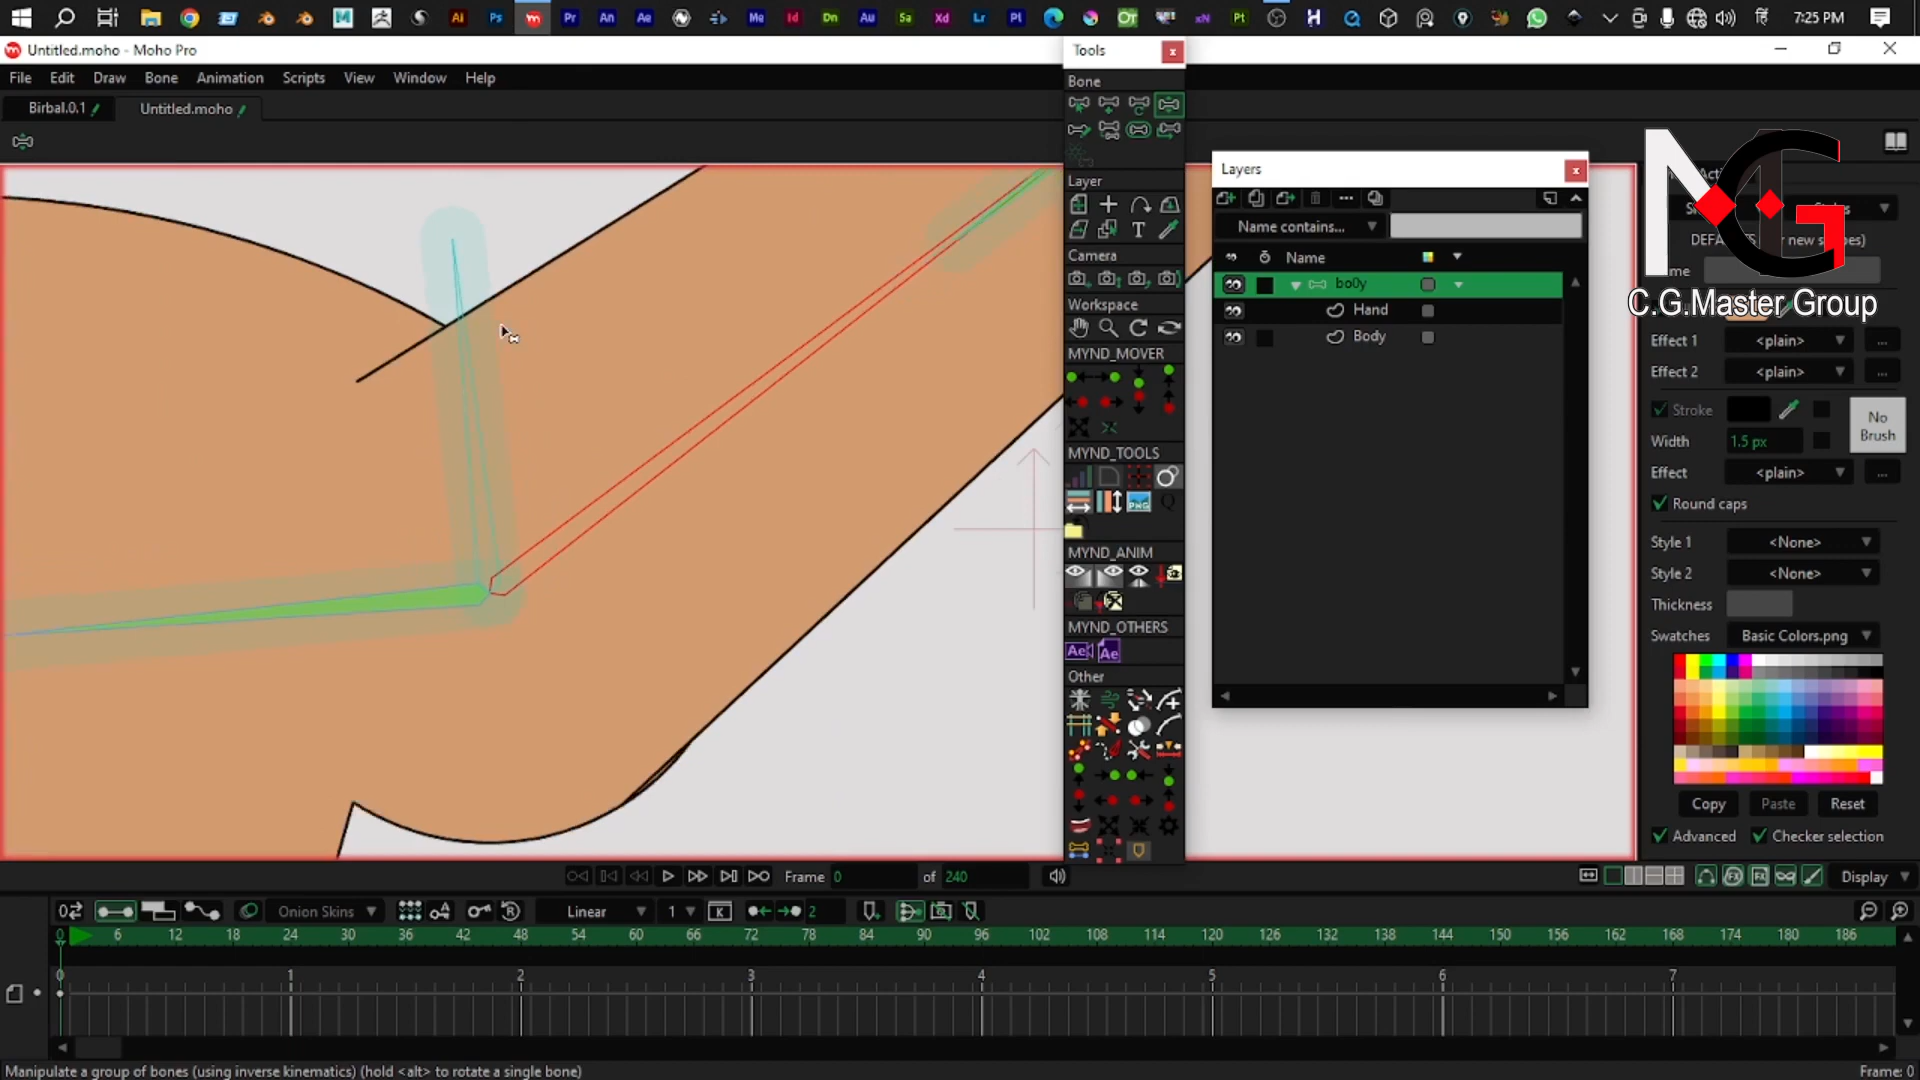 7:25 PM
Untitled.moho - Moho Pro
File Edit Draw Bone Animation Scripts View Window Help
Birbal.0.1 Untitled.moho
Tools
Bone
Layer
Camera
Workspace
MYND_MOVER
MYND_TOOLS
PNG
MYND_ANIM
MYND_OTHERS
Ae Ae
Other
Layers
Name contains...
Name
bo0y
Hand
Body
MG
C.G.Master Group
Effect 1 <plain> ...
Effect 2 <plain> ...
Stroke
No Brush
Width 1.5 px
Effect <plain> ...
Round caps
Style 1 <None>
Style 2 <None>
Thickness
Swatches Basic Colors.png
Copy Paste Reset
Advanced Checker selection
Frame 0 of 240 Display
Onion Skins Linear 1 2
0 6 12 18 24 30 36 42 48 54 60 66 72 78 84 90 96 102 108 114 120 126 132 138 144 150 156 162 168 174 180 186
0 1 2 3 4 5 6 7
Manipulate a group of bones (using inverse kinematics) (hold <alt> to rotate a single bone) Frame: 0